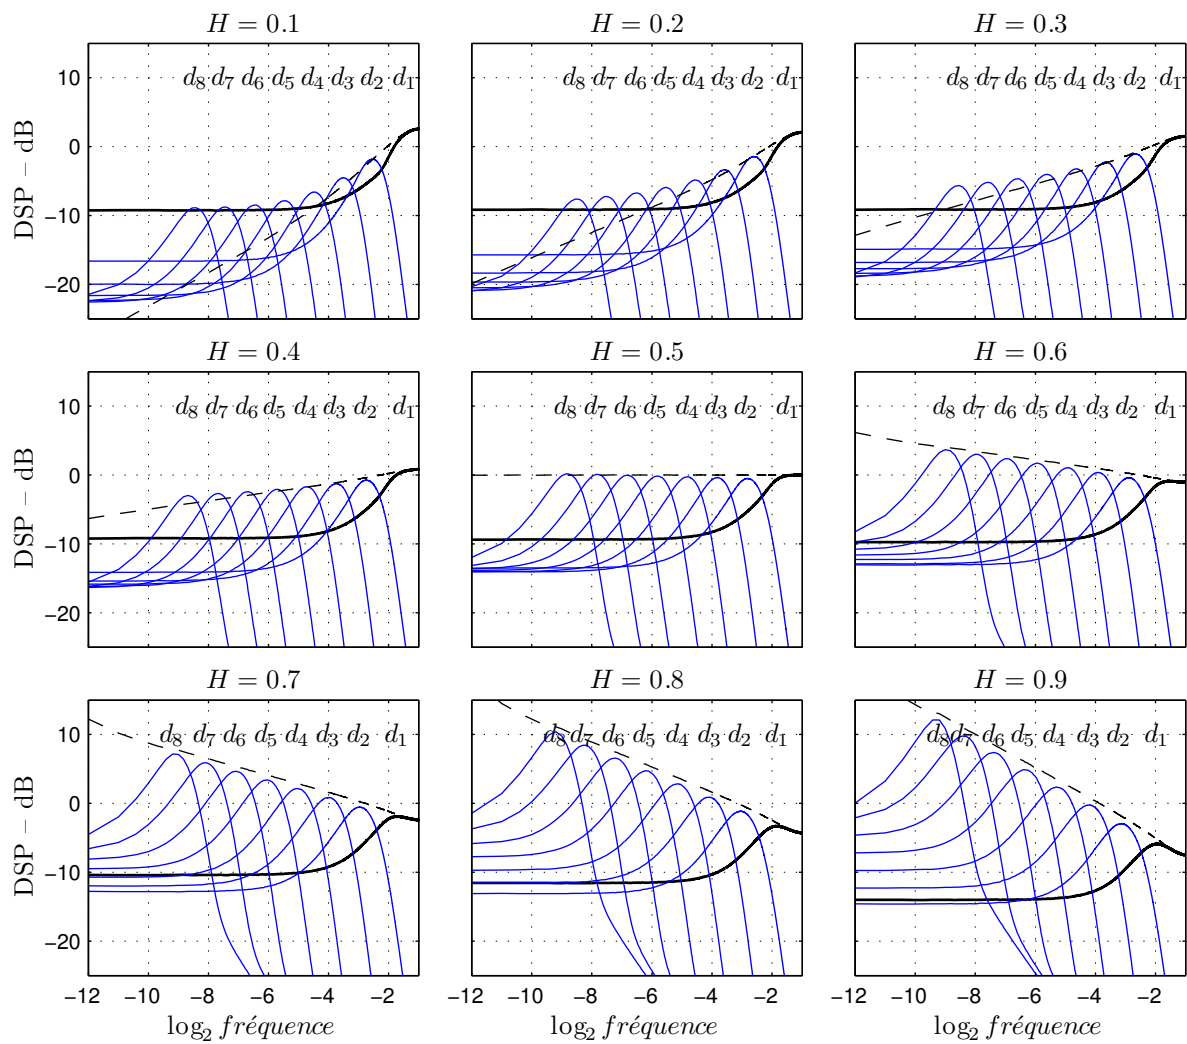 H = 0.1 H = 0.2 H = 0.3
DSP – dB
10
0
−10
−20
d8 d7 d6 d5 d4 d3 d2 d1
d8 d7 d6 d5 d4 d3 d2 d1
d8 d7 d6 d5 d4 d3 d2 d1
H = 0.4 H = 0.5 H = 0.6
DSP – dB
10
0
−10
−20
d8 d7 d6 d5 d4 d3 d2 d1
d8 d7 d6 d5 d4 d3 d2 d1
d8 d7 d6 d5 d4 d3 d2 d1
H = 0.7 H = 0.8 H = 0.9
DSP – dB
10
0
−10
−20
d8 d7 d6 d5 d4 d3 d2 d1
d8 d7 d6 d5 d4 d3 d2 d1
d8 d7 d6 d5 d4 d3 d2 d1
−12 −10 −8 −6 −4 −2
−12 −10 −8 −6 −4 −2
−12 −10 −8 −6 −4 −2
log2 fréquence
log2 fréquence
log2 fréquence